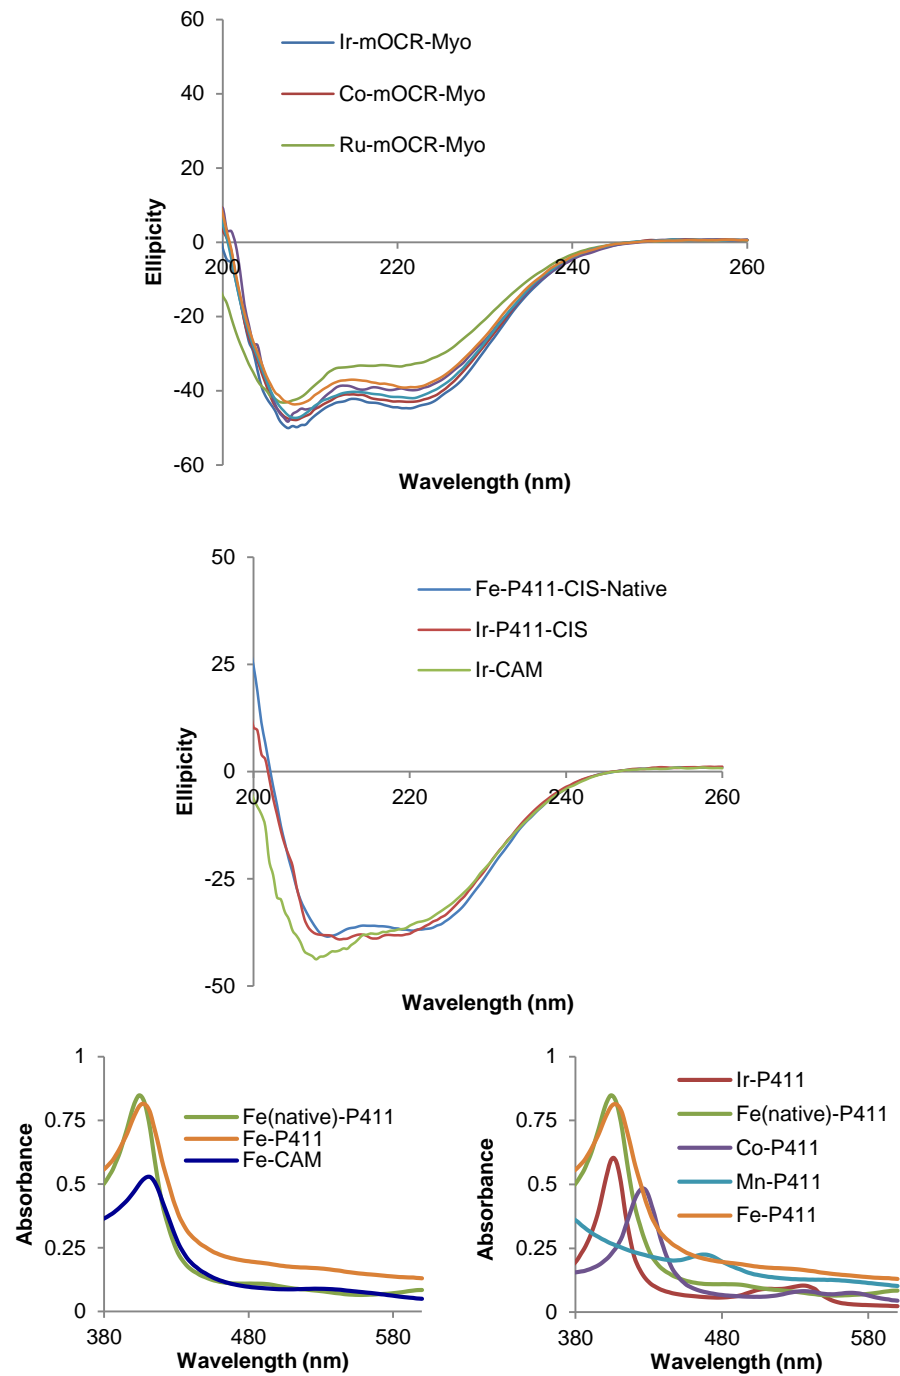 60
40
20
0
-20
-40
-60
200
220
240
260
Ellipicity
Wavelength (nm)
Ir-mOCR-Myo
Co-mOCR-Myo
Ru-mOCR-Myo
50
25
0
-25
-50
200
220
240
260
Ellipicity
Wavelength (nm)
Fe-P411-CIS-Native
Ir-P411-CIS
Ir-CAM
1
0.75
0.5
0.25
0
380
480
580
Absorbance
Wavelength (nm)
Fe(native)-P411
Fe-P411
Fe-CAM
1
0.75
0.5
0.25
0
380
480
580
Absorbance
Wavelength (nm)
Ir-P411
Fe(native)-P411
Co-P411
Mn-P411
Fe-P411